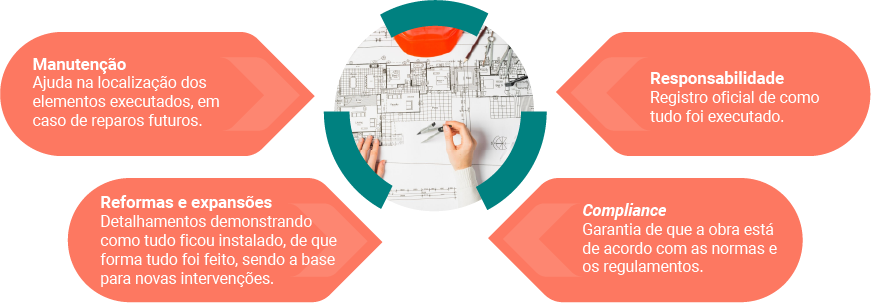 Manutenção
Ajuda na localização dos
elementos executados, em
caso de reparos futuros.
Responsabilidade
Registro oficial de como
tudo foi executado.
Reformas e expansões
Detalhamentos demonstrando
como tudo ficou instalado, de que
forma tudo foi feito, sendo a base
para novas intervenções.
Compliance
Garantia de que a obra está
de acordo com as normas e
os regulamentos.